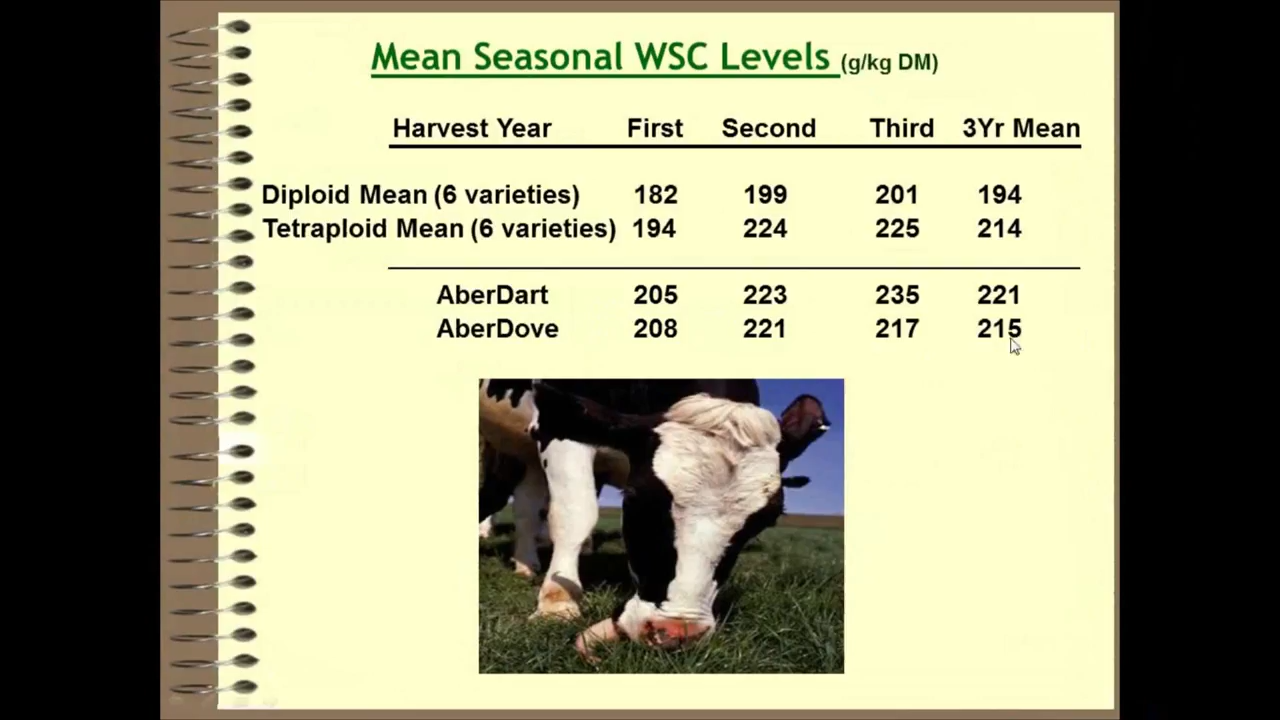 Mean Seasonal WSC Levels (g/kg DM)
Harvest Year First Second Third 3Yr Mean
Diploid Mean (6 varieties) 182 199 201 194
Tetraploid Mean (6 varieties) 194 224 225 214
AberDart 205 223 235 221
AberDove 208 221 217 215